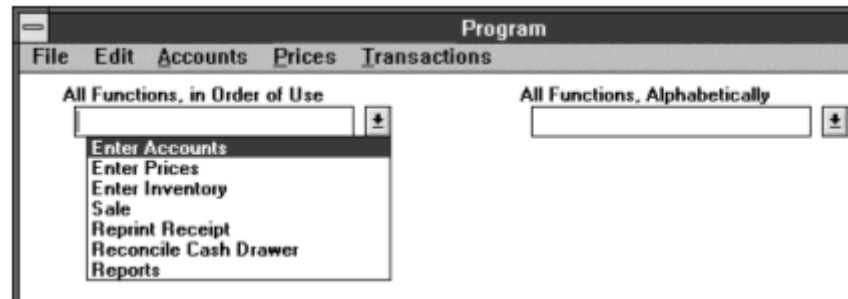 Program
File Edit Accounts Prices Transactions
All Functions, in Order of Use All Functions, Alphabetically
Enter Accounts
Enter Prices
Enter Inventory
Sale
Reprint Receipt
Reconcile Cash Drawer
Reports